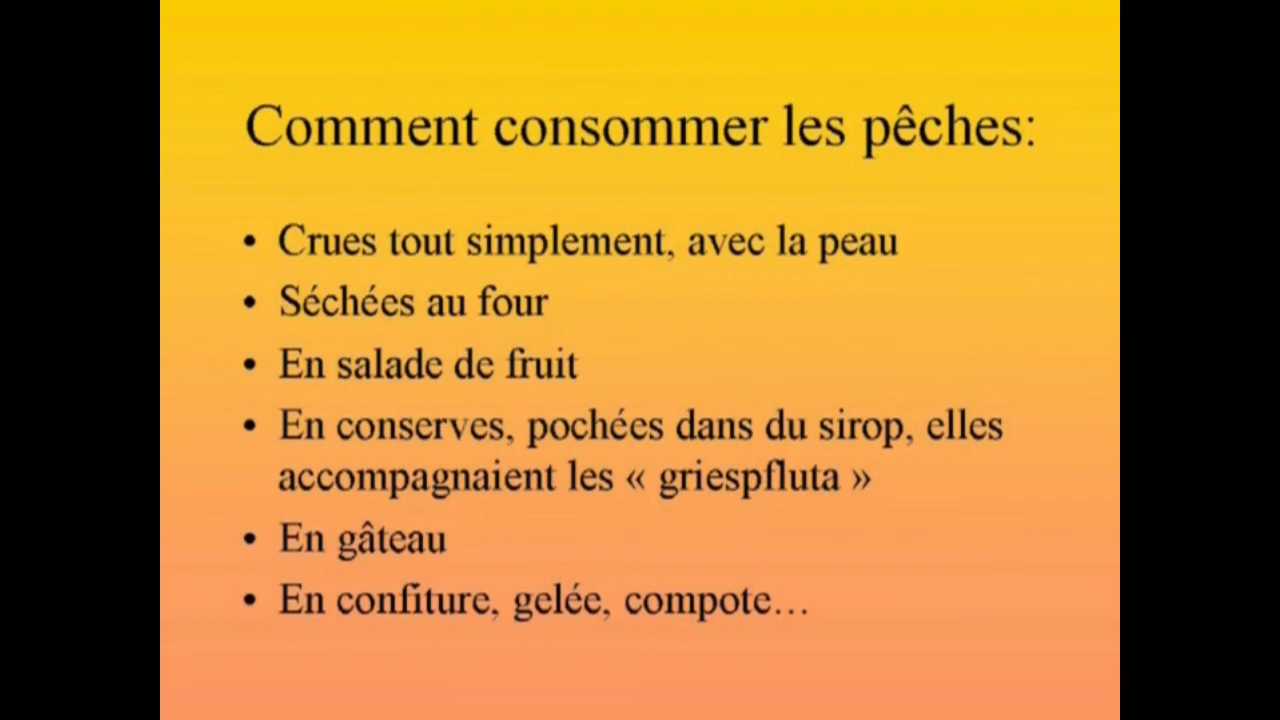 Comment consommer les pêches:
• Crues tout simplement, avec la peau
• Séchées au four
• En salade de fruit
• En conserves, pochées dans du sirop, elles
accompagnaient les « griespfluta »
• En gâteau
• En confiture, gelée, compote…